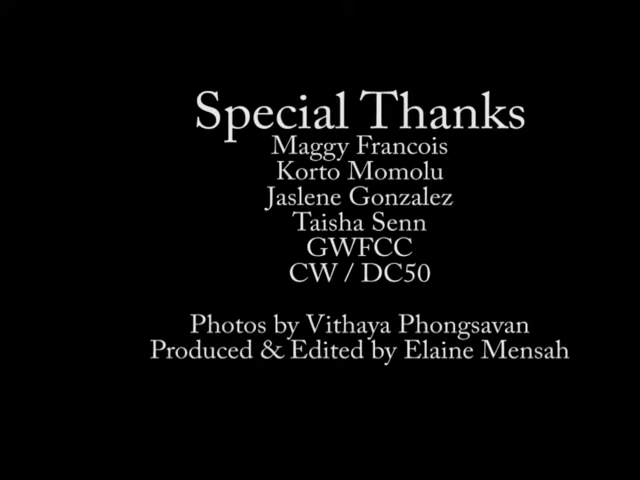 Special Thanks
Maggy Francois
Korto Momolu
Jaslene Gonzalez
Taisha Senn
GWFCC
CW / DC50
Photos by Vithaya Phongsavan
Produced & Edited by Elaine Mensah